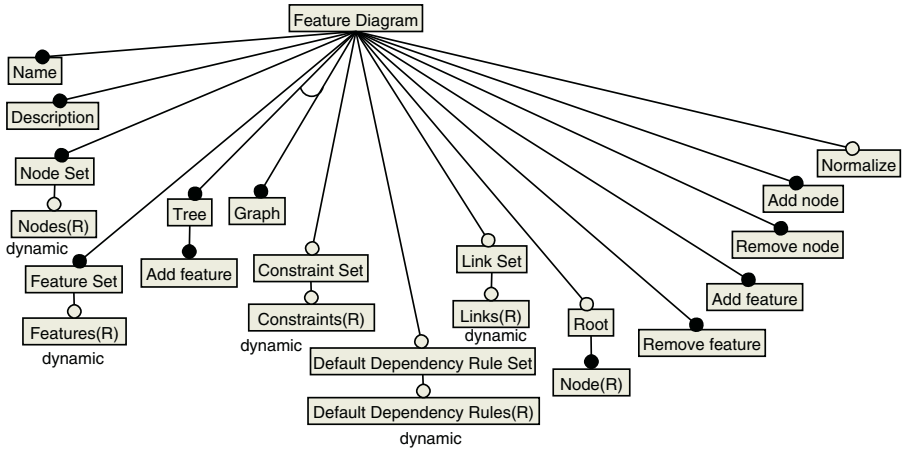 Feature Diagram
Name
Description
Node Set
Nodes(R)
dynamic
Feature Set
Features(R)
dynamic
Tree
Add feature
Graph
Constraint Set
Constraints(R)
dynamic
Default Dependency Rule Set
Default Dependency Rules(R)
dynamic
Link Set
Links(R)
dynamic
Root
Node(R)
Remove feature
Add feature
Remove node
Add node
Normalize